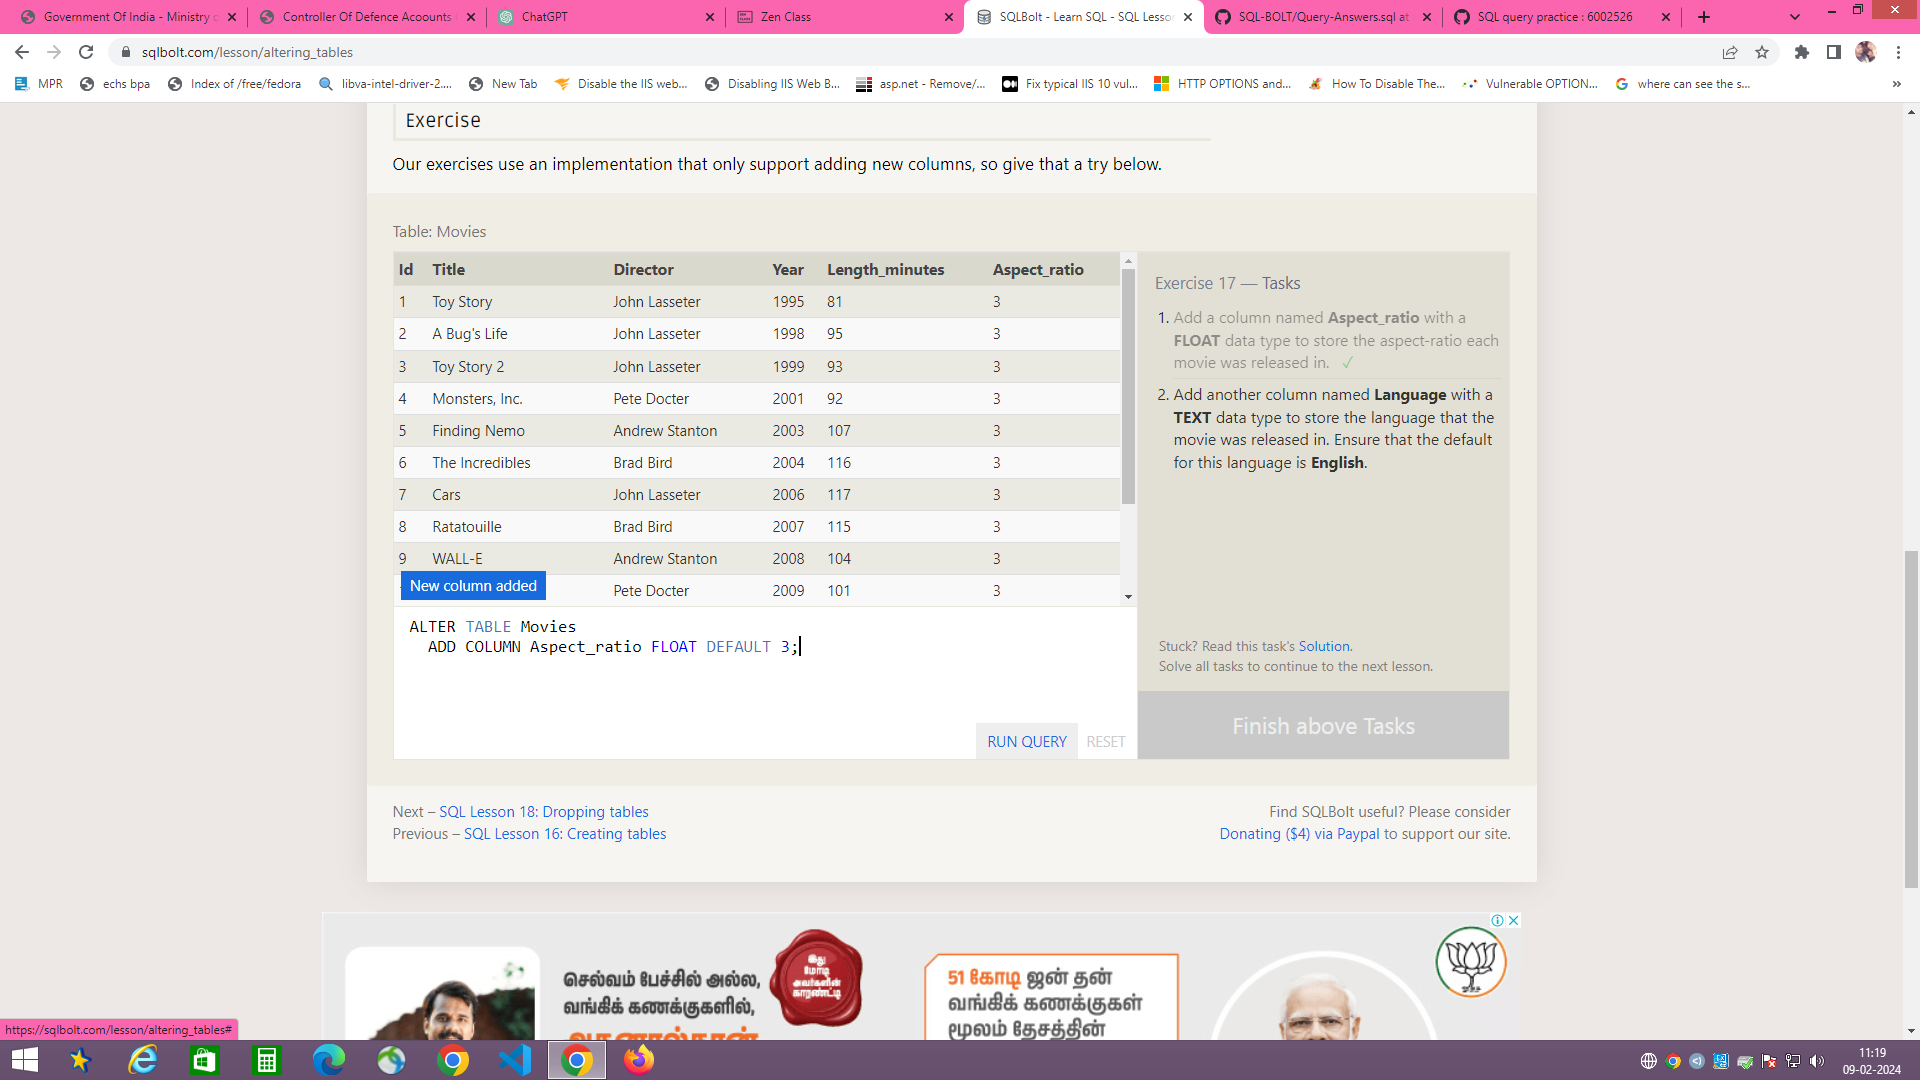 Government Of India - Ministry c
Controller Of Defence Acoounts
ChatGPT
Zen Class
SQLBolt - Learn SQL - SQL Lesson
SQL-BOLT/Query-Answers.sql at
SQL query practice : 6002526
sqlbolt.com/lesson/altering_tables
MPR
echs bpa
Index of /free/fedora
libva-intel-driver-2....
New Tab
Disable the IIS web...
Disabling IIS Web B...
asp.net - Remove/...
Fix typical IIS 10 vul...
HTTP OPTIONS and...
How To Disable The...
Vulnerable OPTION...
where can see the s...
»
Exercise
Our exercises use an implementation that only support adding new columns, so give that a try below.
Table: Movies
Id Title Director Year Length_minutes Aspect_ratio
1 Toy Story John Lasseter 1995 81 3
2 A Bug's Life John Lasseter 1998 95 3
3 Toy Story 2 John Lasseter 1999 93 3
4 Monsters, Inc. Pete Docter 2001 92 3
5 Finding Nemo Andrew Stanton 2003 107 3
6 The Incredibles Brad Bird 2004 116 3
7 Cars John Lasseter 2006 117 3
8 Ratatouille Brad Bird 2007 115 3
9 WALL-E Andrew Stanton 2008 104 3
Pete Docter 2009 101 3
New column added
ALTER TABLE Movies
ADD COLUMN Aspect_ratio FLOAT DEFAULT 3;
RUN QUERY RESET
Exercise 17 — Tasks
1. Add a column named Aspect_ratio with a
FLOAT data type to store the aspect-ratio each
movie was released in. ✓
2. Add another column named Language with a
TEXT data type to store the language that the
movie was released in. Ensure that the default
for this language is English.
Stuck? Read this task's Solution.
Solve all tasks to continue to the next lesson.
Finish above Tasks
Next – SQL Lesson 18: Dropping tables
Previous – SQL Lesson 16: Creating tables
Find SQLBolt useful? Please consider
Donating ($4) via Paypal to support our site.
செல்வம் பேச்சில் அல்ல,
வங்கிக் கணக்குகளில்,
இது
மோடி
அவர்களின்
காரண்ட்டி
51 கோடி ஜன் தன்
வங்கிக் கணக்குகள்
மூலம் தேசத்தின்
https://sqlbolt.com/lesson/altering_tables#
11:19
09-02-2024